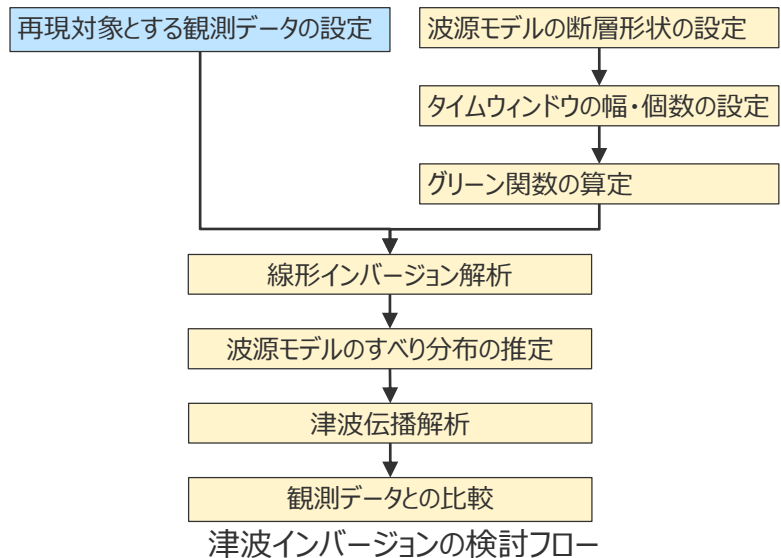 再現対象とする観測データの設定
波源モデルの断層形状の設定
タイムウィンドウの幅・個数の設定
グリーン関数の算定
線形インバージョン解析
波源モデルのすべり分布の推定
津波伝播解析
観測データとの比較
津波インバージョンの検討フロー